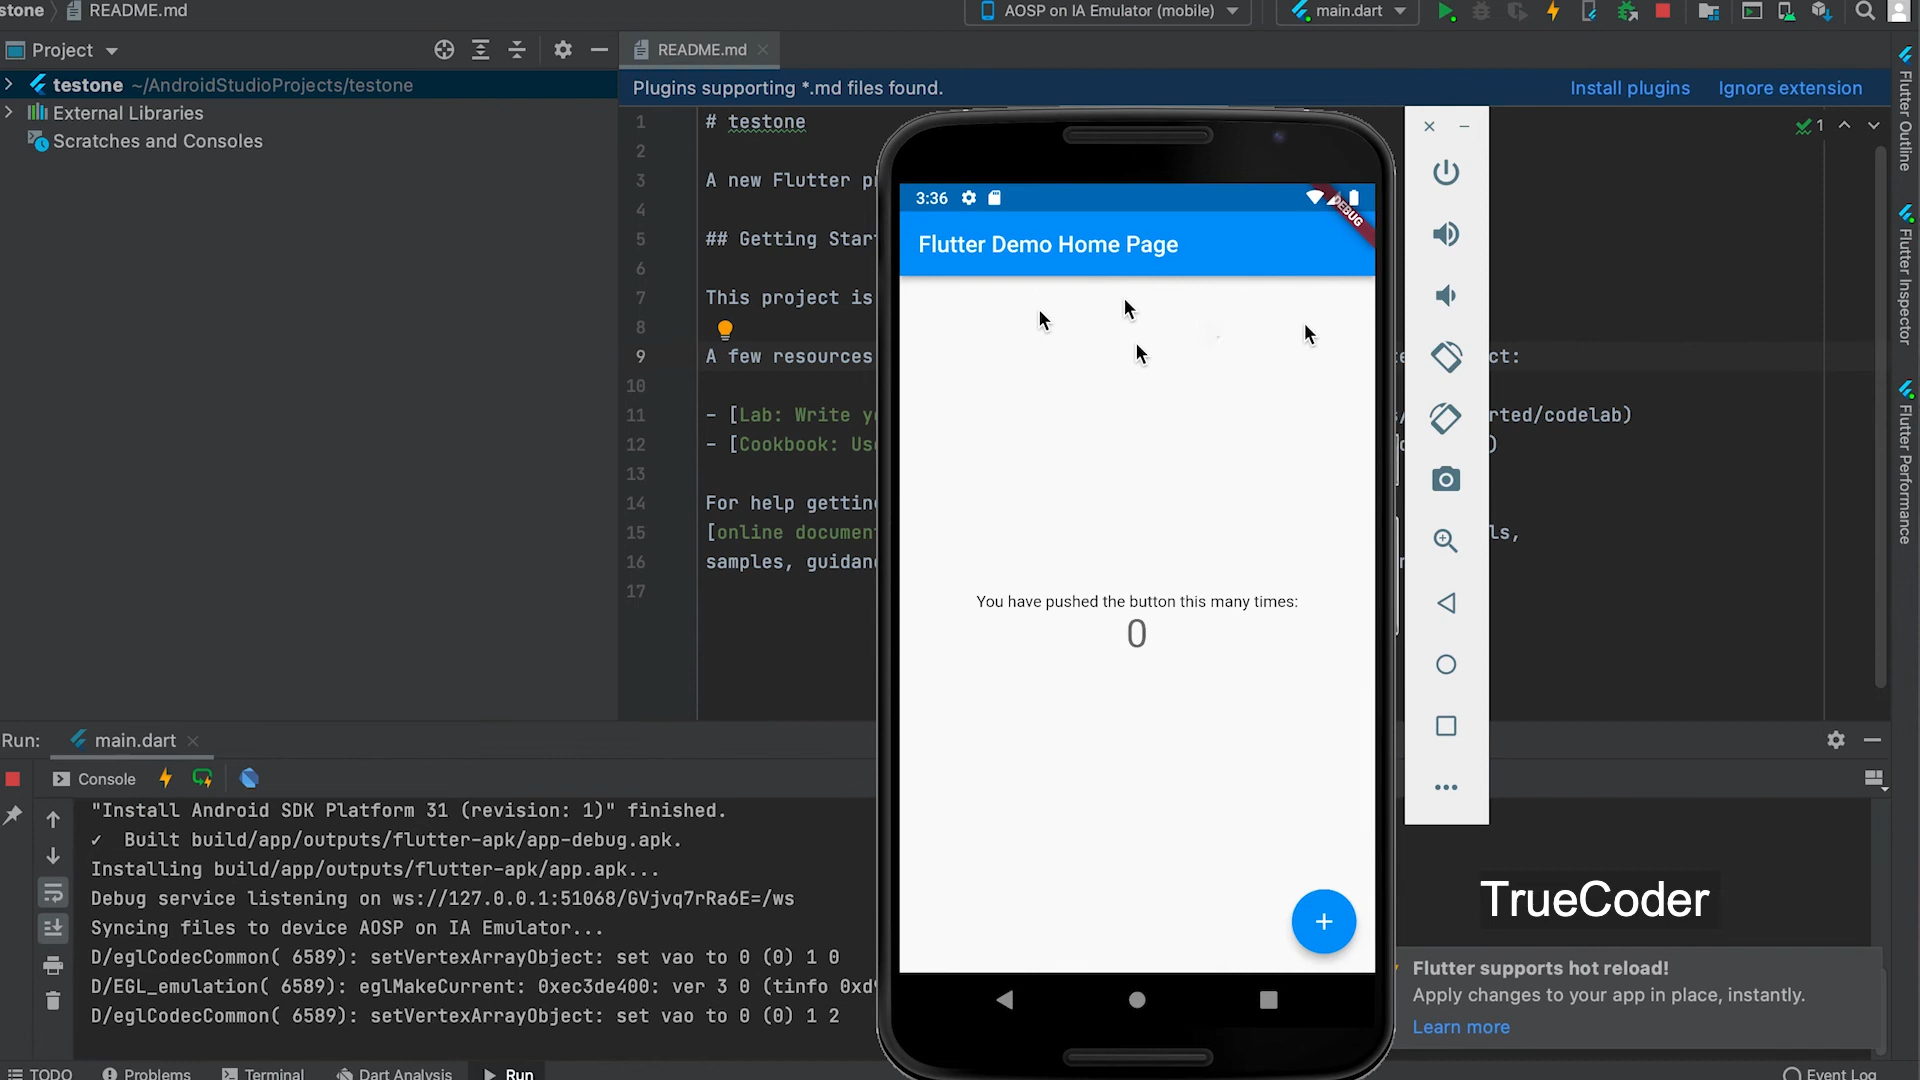 stone README.md AOSP on IA Emulator (mobile) main.dart
Project README.md
testone ~/AndroidStudioProjects/testone
External Libraries
Scratches and Consoles
Plugins supporting *.md files found. Install plugins Ignore extension
1 # testone
2
3 A new Flutter
4
5 ## Getting
6
7 This project is
8
9 A few resources ct:
10
11 - [Lab: Write rted/codelab)
12 - [Cookbook: )
13
14 For help
15 [online ls,
16 samples,
17
1
Flutter Outline
Flutter Inspector
Flutter Performance
3:36
DEBUG
Flutter Demo Home Page
You have pushed the button this many times:
0
+
Run: main.dart
Console
"Install Android SDK Platform 31 (revision: 1)" finished.
✓ Built build/app/outputs/flutter-apk/app-debug.apk.
Installing build/app/outputs/flutter-apk/app.apk...
Debug service listening on ws://127.0.0.1:51068/GVjvq7rRa6E=/ws
Syncing files to device AOSP on IA Emulator...
D/eglCodecCommon( 6589): setVertexArrayObject: set vao to 0 (0) 1 0
D/EGL_emulation( 6589): eglMakeCurrent: 0xec3de400: ver 3 0 (tinfo
D/eglCodecCommon( 6589): setVertexArrayObject: set vao to 0 (0) 1 2
TrueCoder
Flutter supports hot reload!
Apply changes to your app in place, instantly.
Learn more
TODO Problems Terminal Dart Analysis Run Event Log